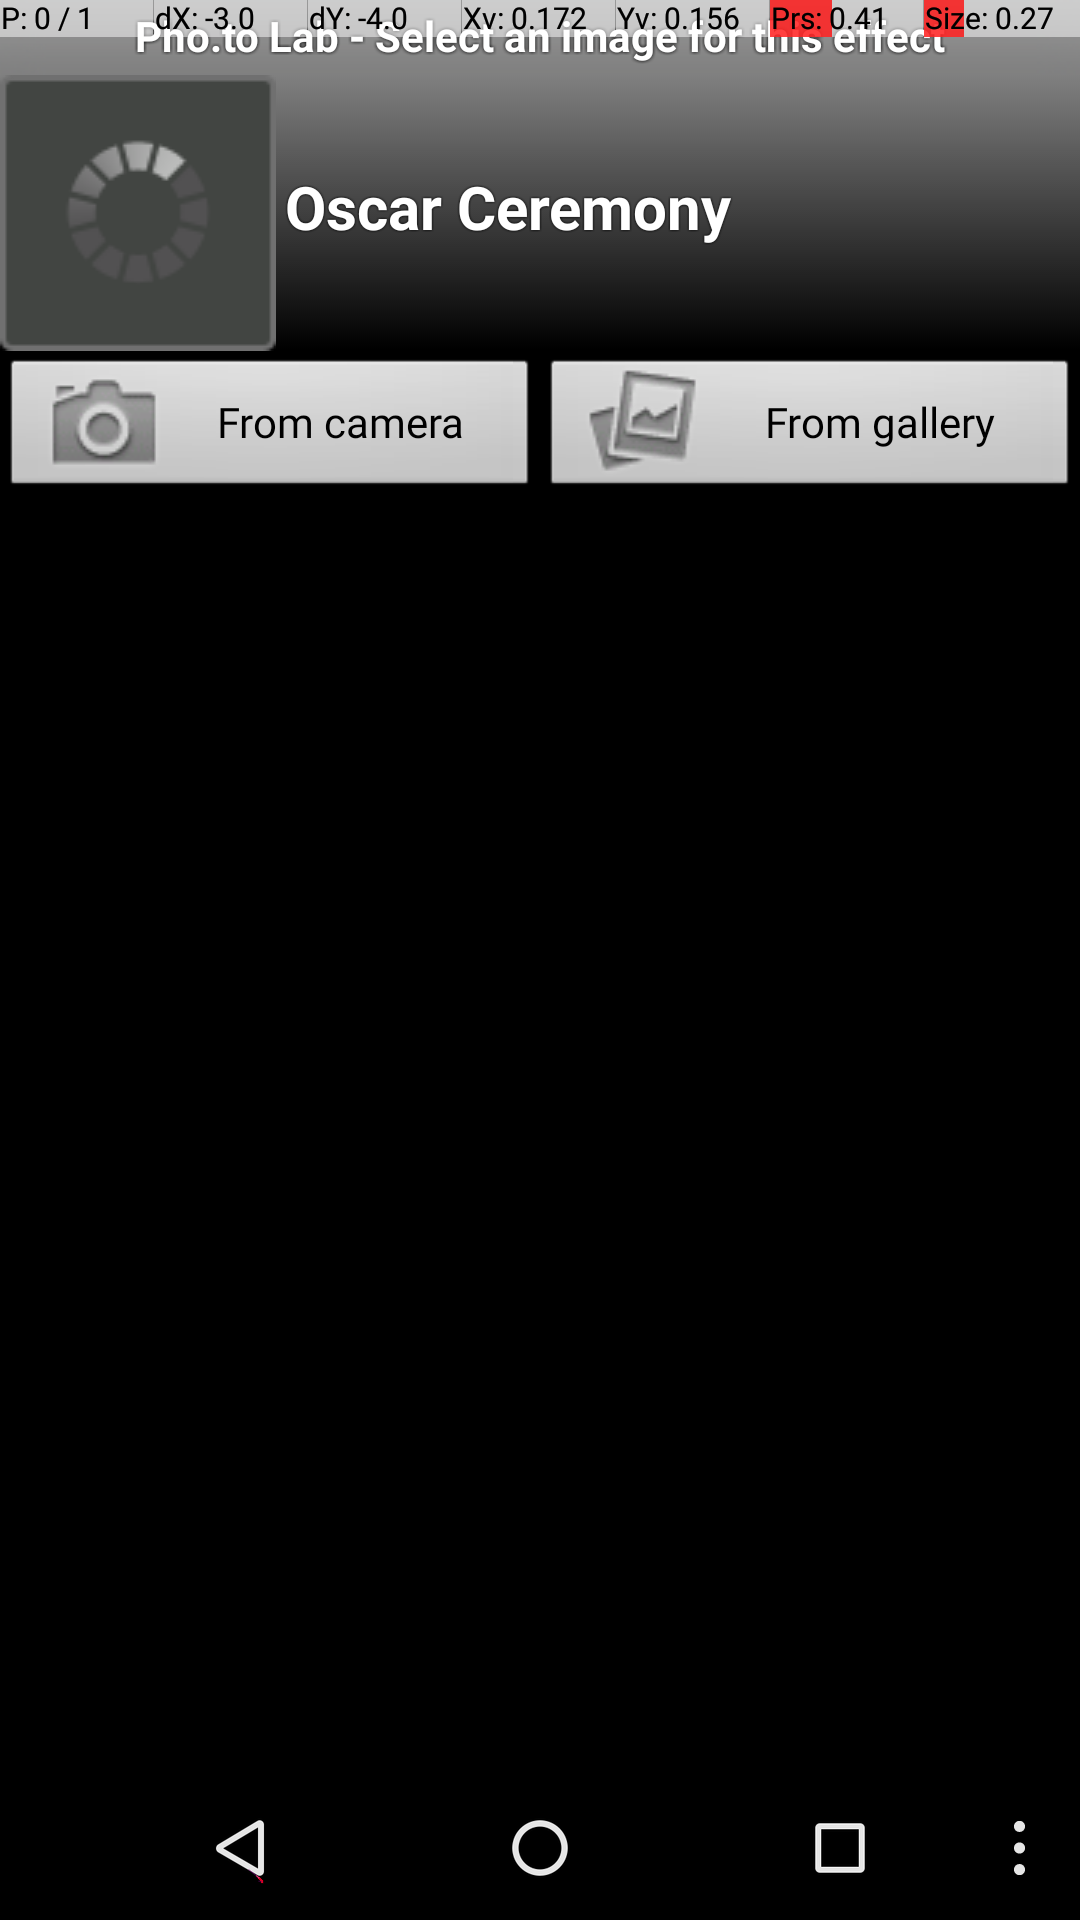 P: 0 / 1 dX: -3.0 dY: -4.0 Xv: 0.172 Yv: 0.156 Prs: 0.41 Size: 0.27
Pho.to Lab - Select an image for this effect
Oscar Ceremony
From camera From gallery